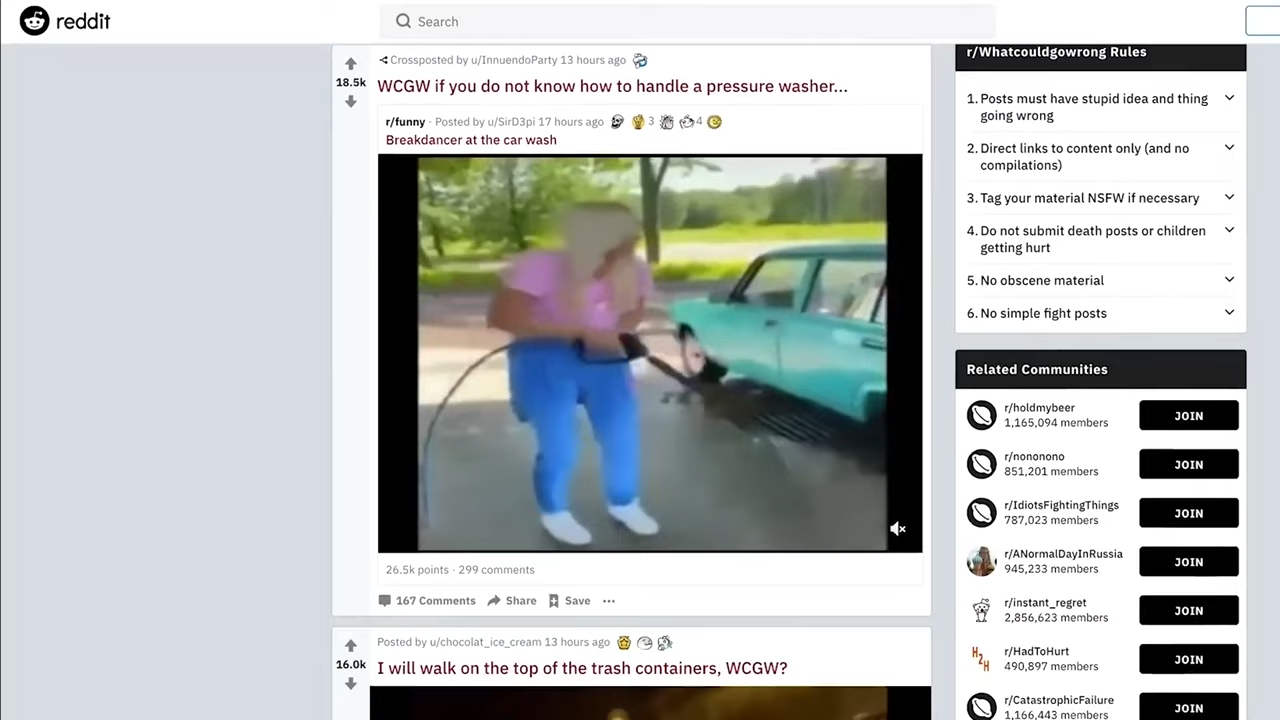 reddit
Search
Crossposted by u/InnuendoParty 13 hours ago
18.5k
WCGW if you do not know how to handle a pressure washer...
r/funny · Posted by u/SirD3pi 17 hours ago 3 4
Breakdancer at the car wash
26.5k points · 299 comments
167 Comments Share Save ...
Posted by u/chocolat_ice_cream 13 hours ago
16.0k
I will walk on the top of the trash containers, WCGW?
r/Whatcouldgowrong Rules
1. Posts must have stupid idea and thing
going wrong
2. Direct links to content only (and no
compilations)
3. Tag your material NSFW if necessary
4. Do not submit death posts or children
getting hurt
5. No obscene material
6. No simple fight posts
Related Communities
r/holdmybeer
1,165,094 members
JOIN
r/nononono
851,201 members
JOIN
r/IdiotsFightingThings
787,023 members
JOIN
r/ANormalDayInRussia
945,233 members
JOIN
r/instant_regret
2,856,623 members
JOIN
H2H
r/HadToHurt
490,897 members
JOIN
r/CatastrophicFailure
1,166,443 members
JOIN